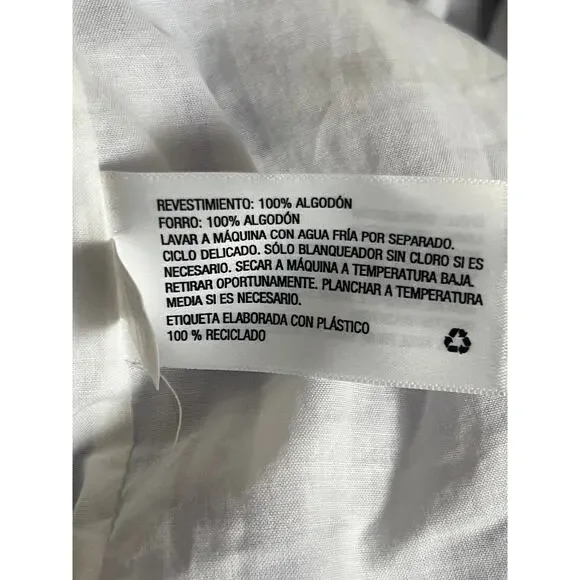 REVESTIMIENTO: 100% ALGODÓN
FORRO: 100% ALGODÓN
LAVAR A MÁQUINA CON AGUA FRÍA POR SEPARADO.
CICLO DELICADO. SÓLO BLANQUEADOR SIN CLORO SI ES
NECESARIO. SECAR A MÁQUINA A TEMPERATURA BAJA.
RETIRAR OPORTUNAMENTE. PLANCHAR A TEMPERATURA
MEDIA SI ES NECESARIO.
ETIQUETA ELABORADA CON PLÁSTICO
100 % RECICLADO